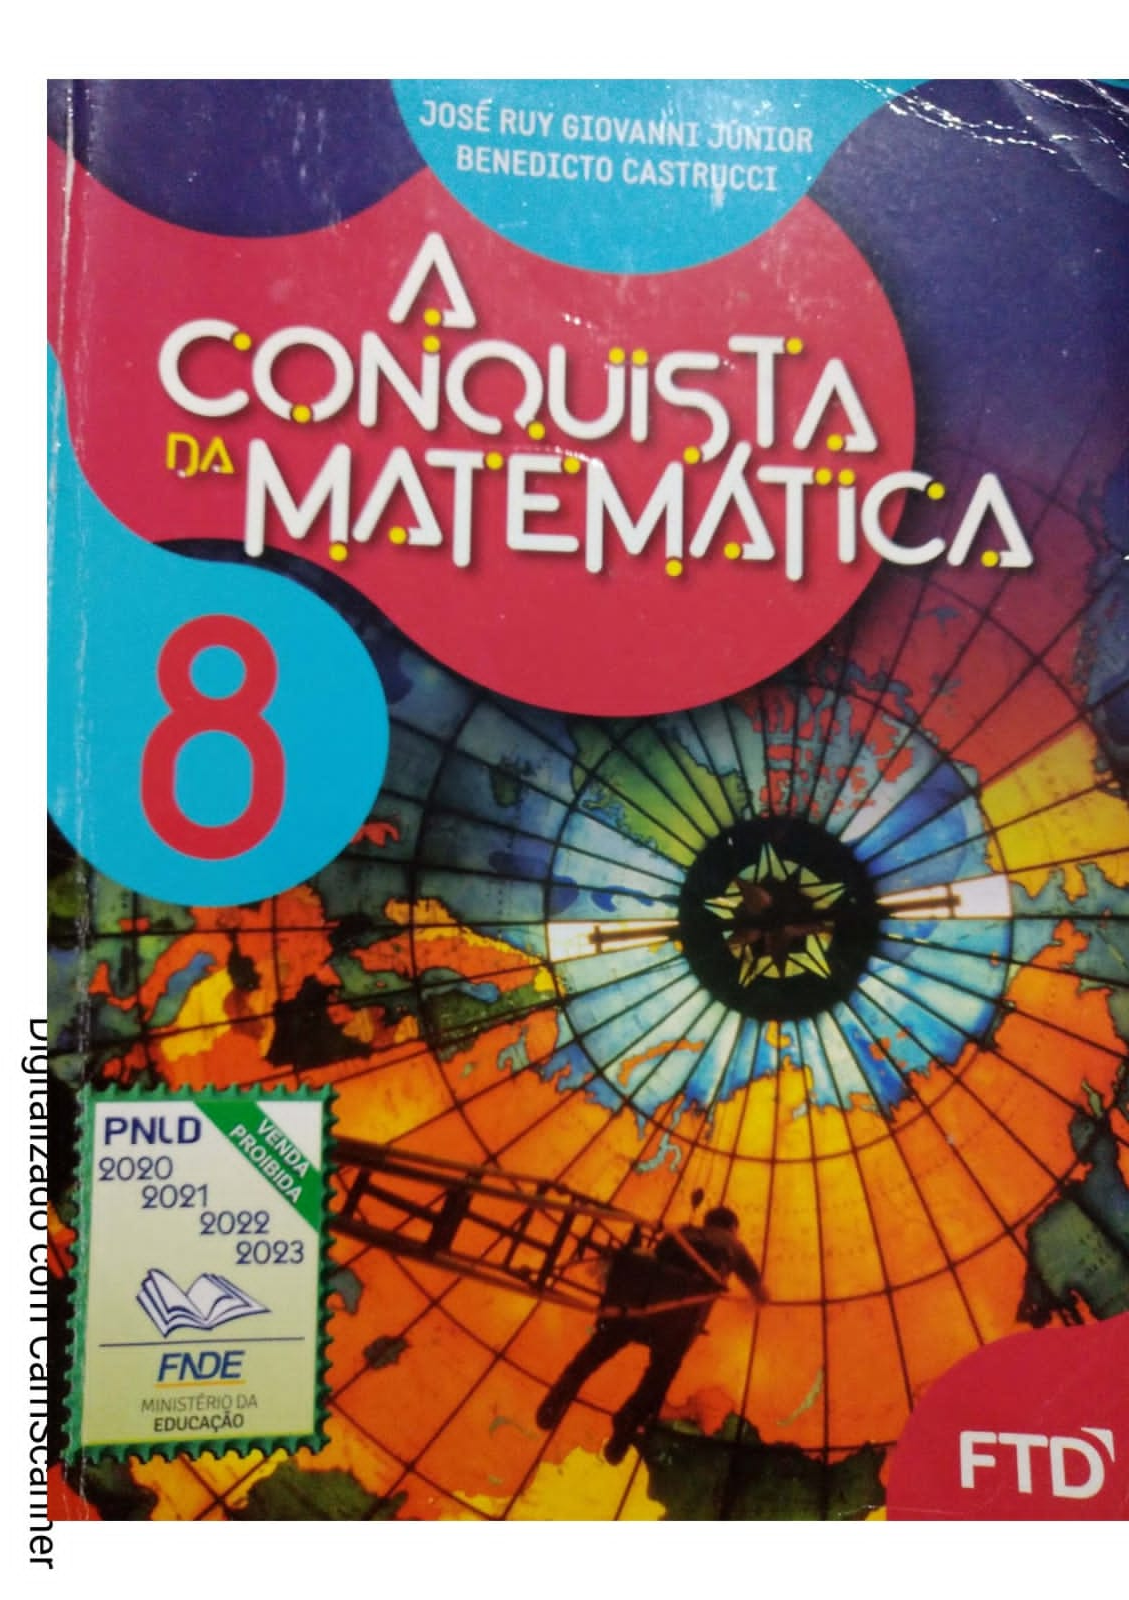 JOSÉ RUY GIOVANNI JÚNIOR
BENEDICTO CASTRUCCI
A
CONQUISTA
DA MATEMÁTICA
8
PNLD
2020
2021
2022
2023
VENDA
PROIBIDA
FNDE
MINISTÉRIO DA
EDUCAÇÃO
FTD
Digitalizado com CamScanner